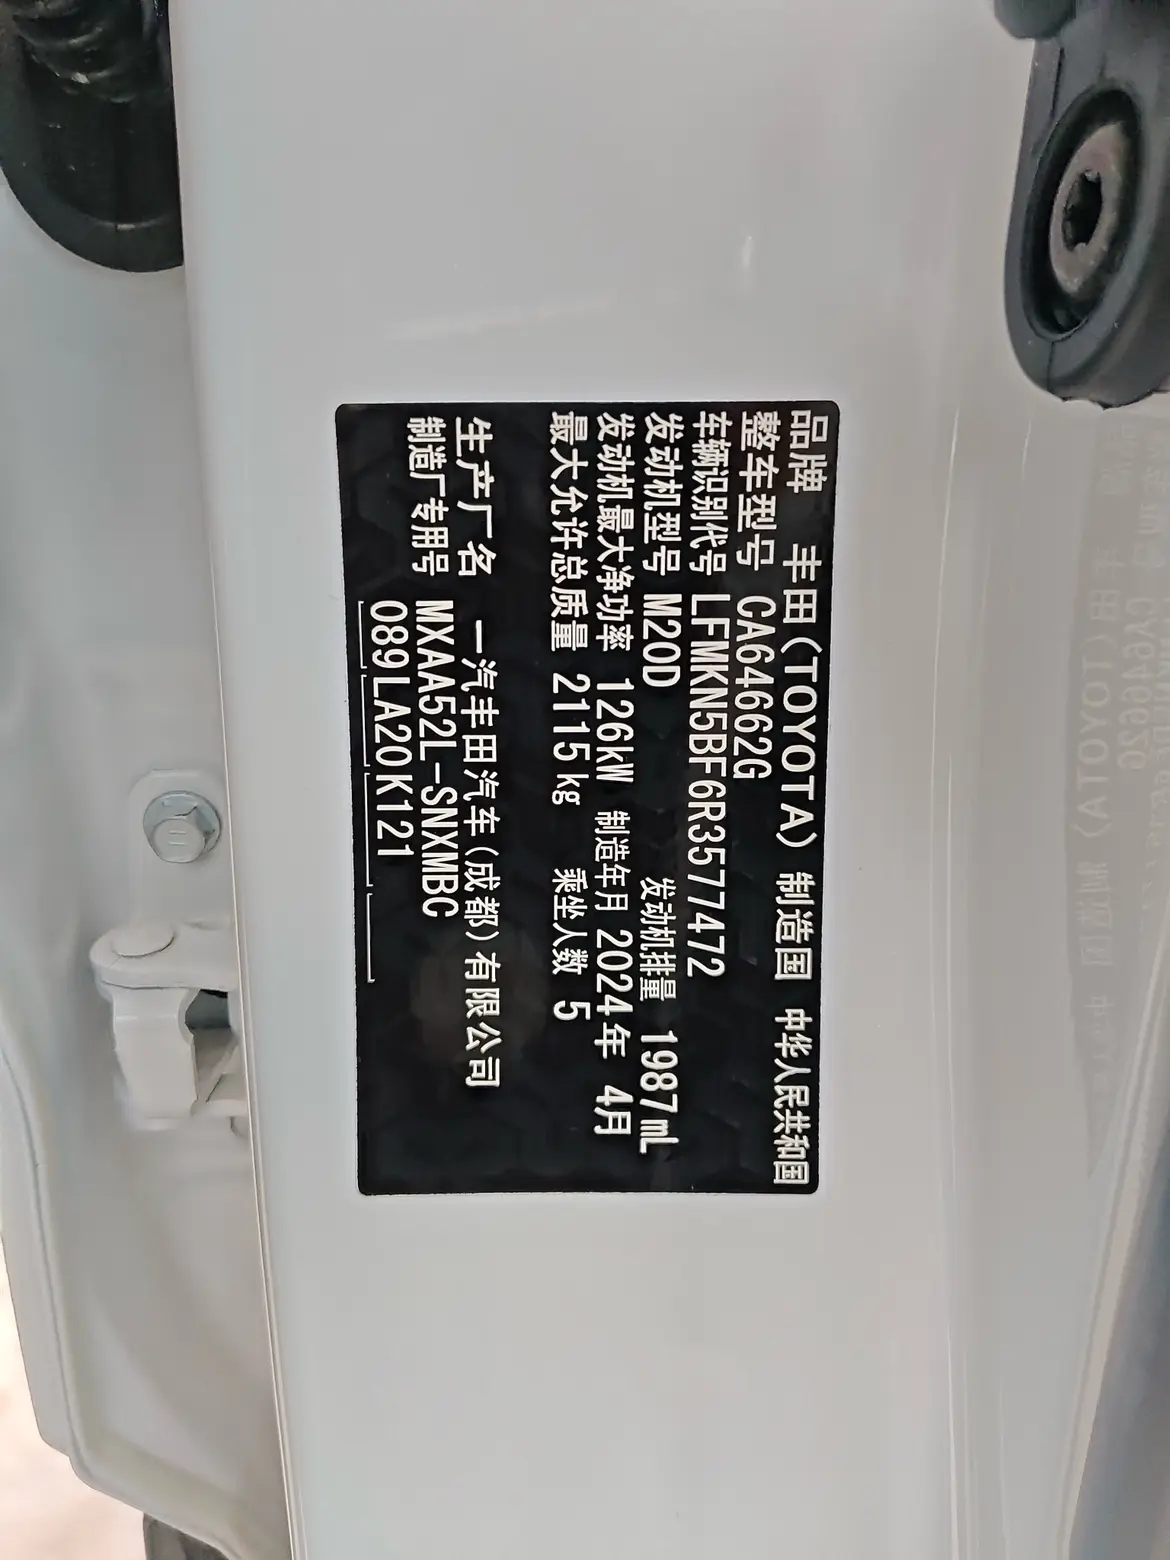 品牌 丰田(TOYOTA) 制造国 中华人民共和国
整车型号 CA64662G
车辆识别代号 LFMKN5BF6R3577472
发动机型号 M20D 发动机排量 1987mL
发动机最大净功率 126kW 制造年月 2024年 4月
最大允许总质量 2115kg 乘坐人数 5
生产厂名 一汽丰田汽车(成都)有限公司
制造厂专用号 MXAA52L-SNXMBC
089LA20K121